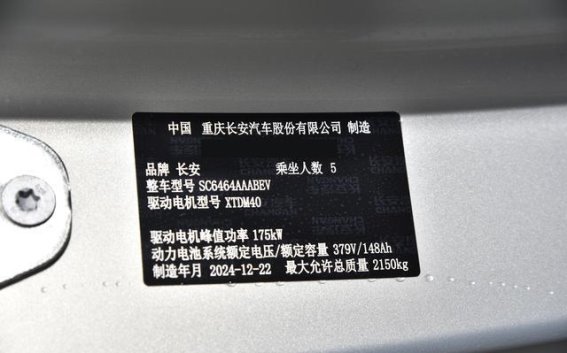 中国 重庆长安汽车股份有限公司 制造
品牌 长安 乘坐人数 5
整车型号 SC6464AAABEV
驱动电机型号 XTDM40
驱动电机峰值功率 175kW
动力电池系统额定电压/额定容量 379V/148Ah
制造年月 2024-12-22 最大允许总质量 2150kg